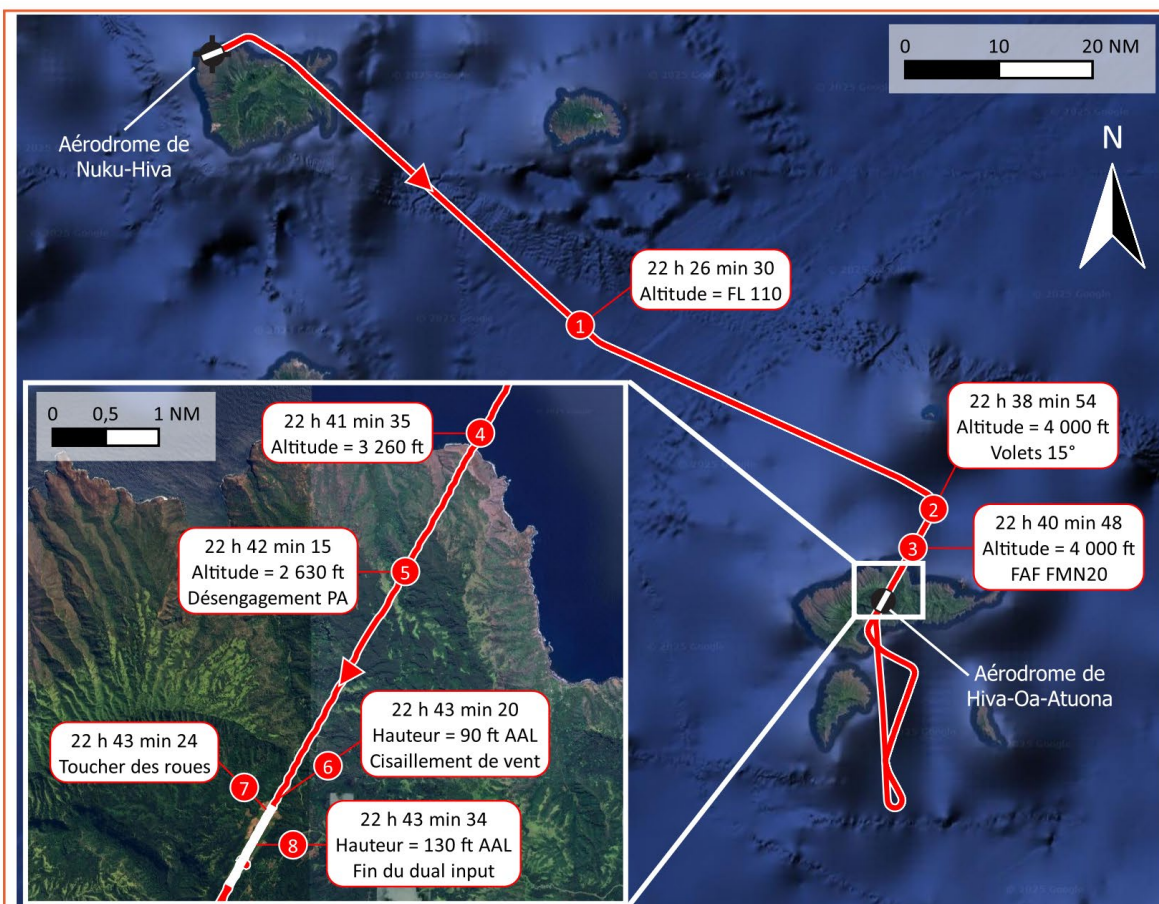 0 10 20 NM
N
Aérodrome de
Nuku-Hiva
22 h 26 min 30
Altitude = FL 110
1
22 h 38 min 54
Altitude = 4 000 ft
Volets 15°
2
22 h 40 min 48
Altitude = 4 000 ft
FAF FMN20
3
Aérodrome de
Hiva-Oa-Atuona
0 0,5 1 NM
22 h 41 min 35
Altitude = 3 260 ft
4
22 h 42 min 15
Altitude = 2 630 ft
Désengagement PA
5
22 h 43 min 20
Hauteur = 90 ft AAL
Cisaillement de vent
6
22 h 43 min 24
Toucher des roues
7
22 h 43 min 34
Hauteur = 130 ft AAL
Fin du dual input
8